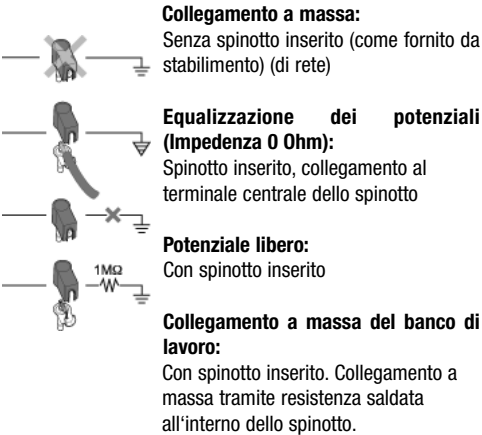 Collegamento a massa:
Senza spinotto inserito (come fornito da
stabilimento) (di rete)
Equalizzazione dei potenziali
(Impedenza 0 Ohm):
Spinotto inserito, collegamento al
terminale centrale dello spinotto
Potenziale libero:
Con spinotto inserito
1MΩ
Collegamento a massa del banco di
lavoro:
Con spinotto inserito. Collegamento a
massa tramite resistenza saldata
all‘interno dello spinotto.